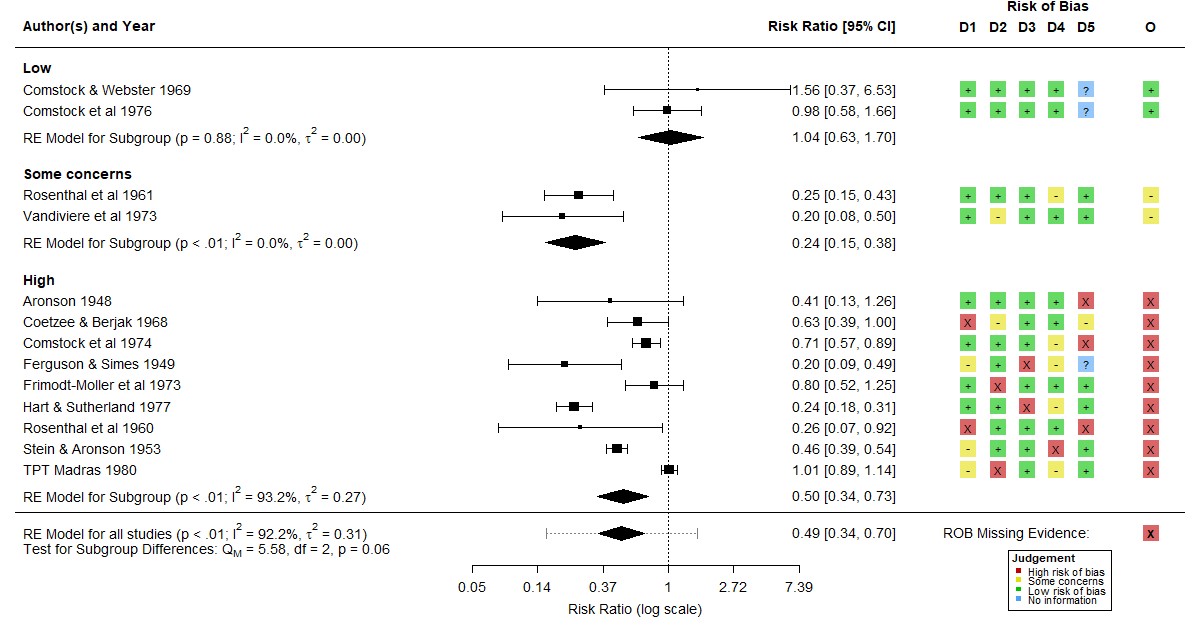 Risk of Bias
Author(s) and Year Risk Ratio [95% CI] D1 D2 D3 D4 D5 O
Low
Comstock & Webster 1969 1.56 [0.37, 6.53] + + + + ? +
Comstock et al 1976 0.98 [0.58, 1.66] + + + + ? +
RE Model for Subgroup (p = 0.88; I² = 0.0%, τ² = 0.00) 1.04 [0.63, 1.70]
Some concerns
Rosenthal et al 1961 0.25 [0.15, 0.43] + + + - + -
Vandiviere et al 1973 0.20 [0.08, 0.50] + - + + + -
RE Model for Subgroup (p < .01; I² = 0.0%, τ² = 0.00) 0.24 [0.15, 0.38]
High
Aronson 1948 0.41 [0.13, 1.26] + + + + X X
Coetzee & Berjak 1968 0.63 [0.39, 1.00] X - + + - X
Comstock et al 1974 0.71 [0.57, 0.89] + + + - X X
Ferguson & Simes 1949 0.20 [0.09, 0.49] - + X - ? X
Frimodt-Moller et al 1973 0.80 [0.52, 1.25] + X + + + X
Hart & Sutherland 1977 0.24 [0.18, 0.31] + + X - + X
Rosenthal et al 1960 0.26 [0.07, 0.92] X + + + X X
Stein & Aronson 1953 0.46 [0.39, 0.54] - + + X + X
TPT Madras 1980 1.01 [0.89, 1.14] - X + - + X
RE Model for Subgroup (p < .01; I² = 93.2%, τ² = 0.27) 0.50 [0.34, 0.73]
RE Model for all studies (p < .01; I² = 92.2%, τ² = 0.31) 0.49 [0.34, 0.70] ROB Missing Evidence: X
Test for Subgroup Differences: Q_M = 5.58, df = 2, p = 0.06
0.05 0.14 0.37 1 2.72 7.39
Risk Ratio (log scale)
Judgement
High risk of bias
Some concerns
Low risk of bias
No information